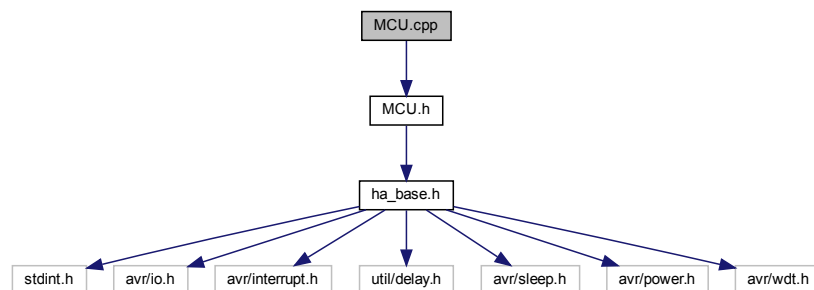 MCU.cpp
MCU.h
ha_base.h
stdint.h avr/io.h avr/interrupt.h util/delay.h avr/sleep.h avr/power.h avr/wdt.h